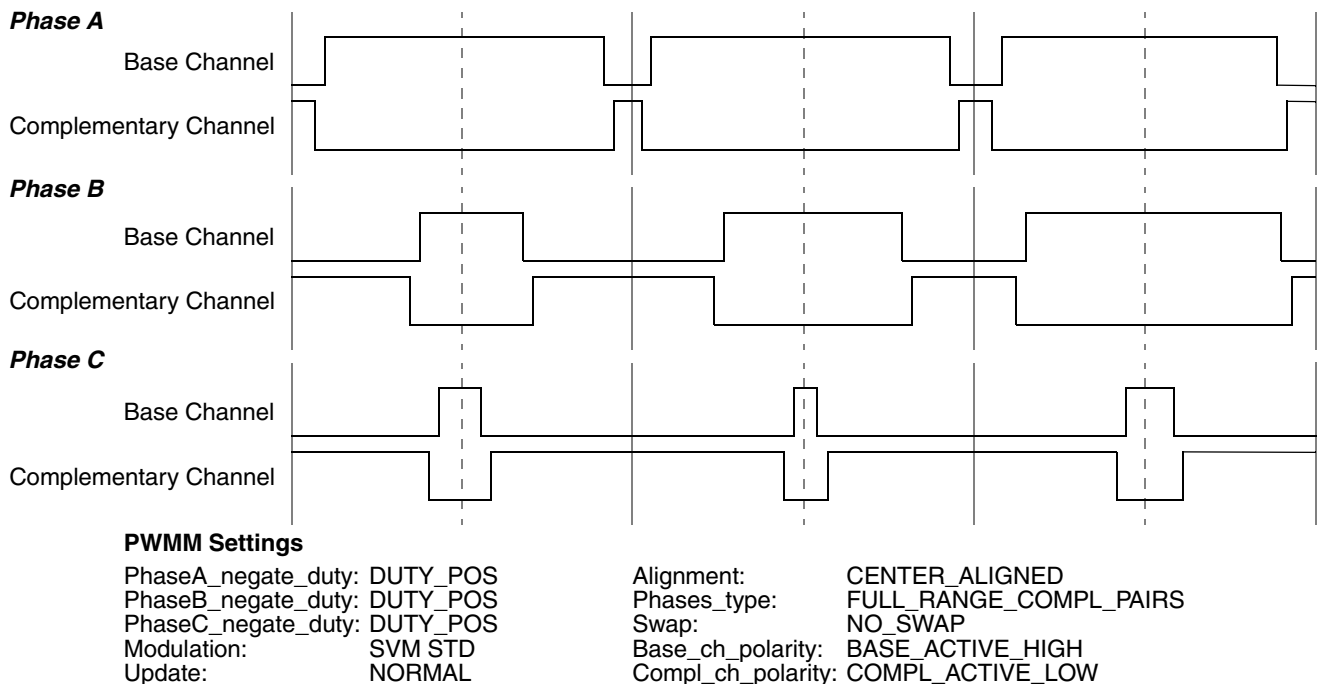 Phase A
Base Channel
Complementary Channel
Phase B
Base Channel
Complementary Channel
Phase C
Base Channel
Complementary Channel
PWMM Settings
PhaseA_negate_duty: DUTY_POS
PhaseB_negate_duty: DUTY_POS
PhaseC_negate_duty: DUTY_POS
Modulation: SVM STD
Update: NORMAL
Alignment: CENTER_ALIGNED
Phases_type: FULL_RANGE_COMPL_PAIRS
Swap: NO_SWAP
Base_ch_polarity: BASE_ACTIVE_HIGH
Compl_ch_polarity: COMPL_ACTIVE_LOW